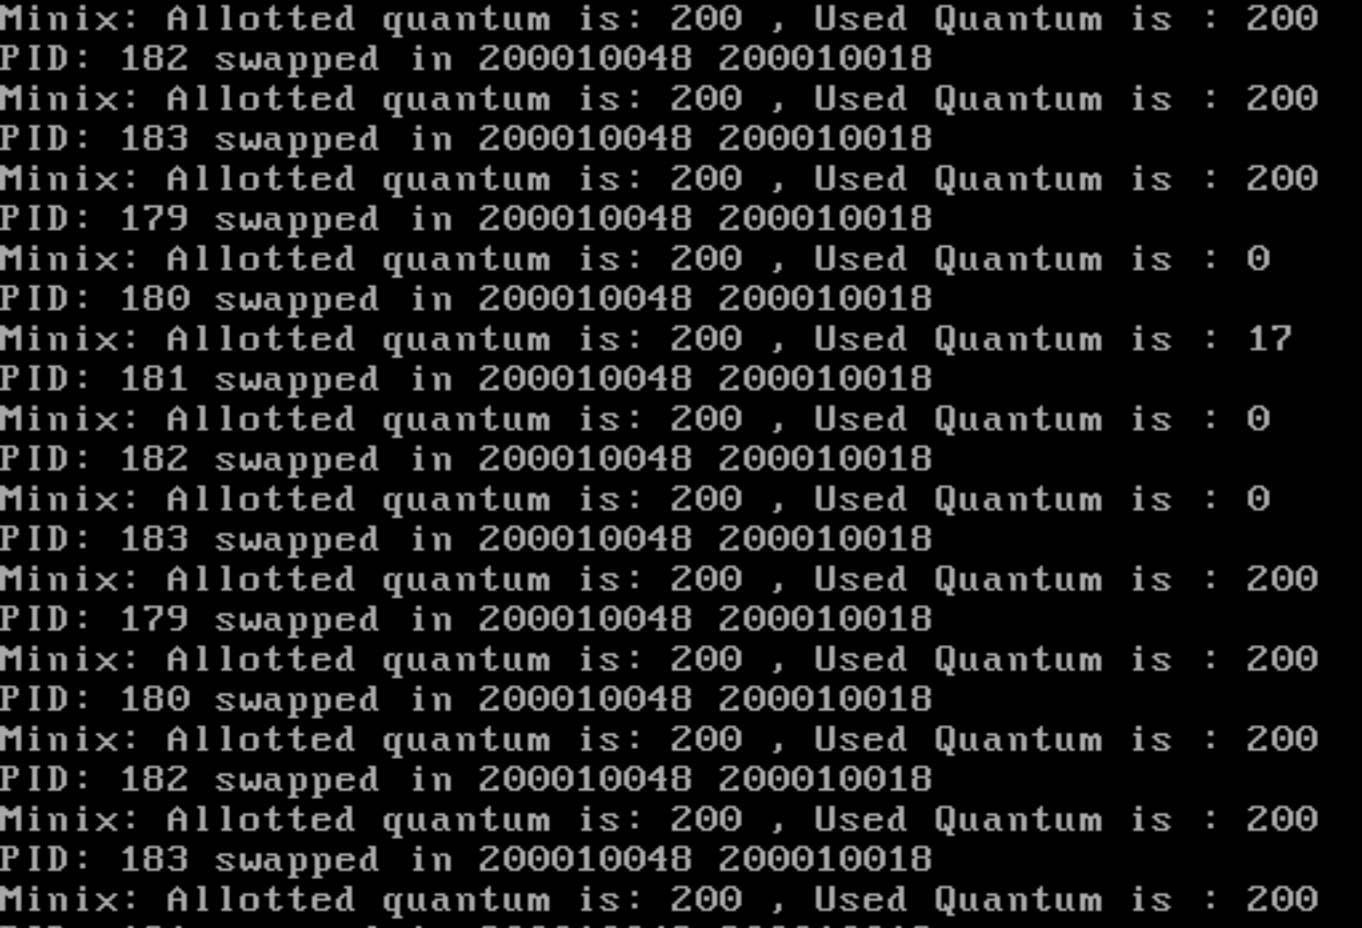 Minix: Allotted quantum is: 200 , Used Quantum is : 200
PID: 182 swapped in 200010048 200010018
Minix: Allotted quantum is: 200 , Used Quantum is : 200
PID: 183 swapped in 200010048 200010018
Minix: Allotted quantum is: 200 , Used Quantum is : 200
PID: 179 swapped in 200010048 200010018
Minix: Allotted quantum is: 200 , Used Quantum is : 0
PID: 180 swapped in 200010048 200010018
Minix: Allotted quantum is: 200 , Used Quantum is : 17
PID: 181 swapped in 200010048 200010018
Minix: Allotted quantum is: 200 , Used Quantum is : 0
PID: 182 swapped in 200010048 200010018
Minix: Allotted quantum is: 200 , Used Quantum is : 0
PID: 183 swapped in 200010048 200010018
Minix: Allotted quantum is: 200 , Used Quantum is : 200
PID: 179 swapped in 200010048 200010018
Minix: Allotted quantum is: 200 , Used Quantum is : 200
PID: 180 swapped in 200010048 200010018
Minix: Allotted quantum is: 200 , Used Quantum is : 200
PID: 182 swapped in 200010048 200010018
Minix: Allotted quantum is: 200 , Used Quantum is : 200
PID: 183 swapped in 200010048 200010018
Minix: Allotted quantum is: 200 , Used Quantum is : 200